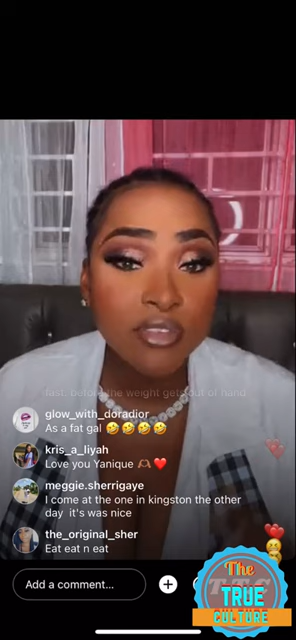 fast, before the weight gets out of hand
glow_with_doradior
As a fat gal 🤣🤣🤣🤣
kris_a_liyah
Love you Yanique 🫶🏾❤️
meggie.sherrigaye
I come at the one in kingston the other
day it's was nice
the_original_sher
Eat eat n eat
Add a comment...
The
TRUE
CULTURE